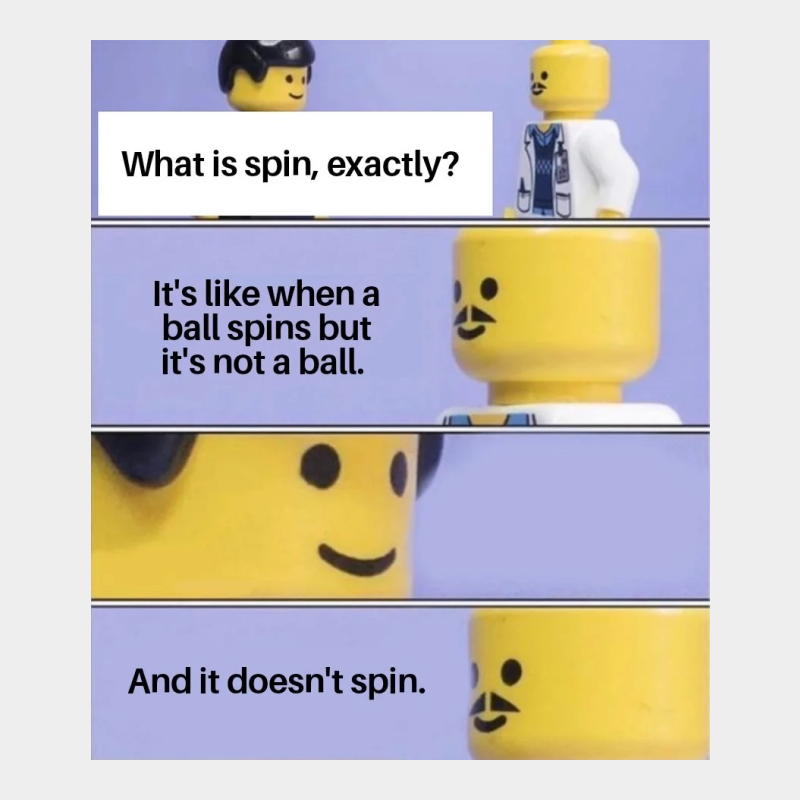 What is spin, exactly?
It's like when a
ball spins but
it's not a ball.
And it doesn't spin.